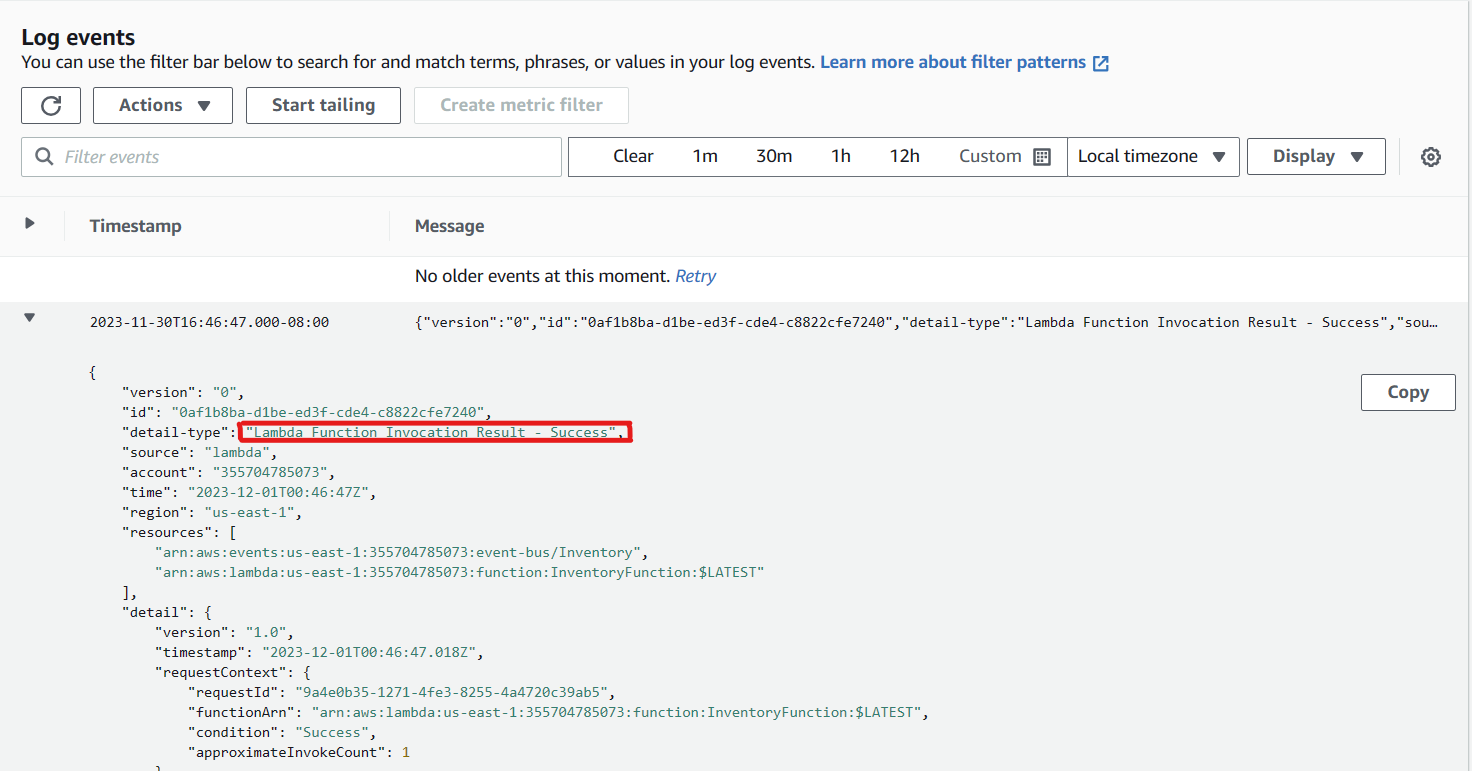 Log events
You can use the filter bar below to search for and match terms, phrases, or values in your log events. Learn more about filter patterns
Actions
Start tailing
Create metric filter
Filter events
Clear 1m 30m 1h 12h Custom
Local timezone
Display
Timestamp Message
No older events at this moment. Retry
2023-11-30T16:46:47.000-08:00 {"version":"0","id":"0af1b8ba-d1be-ed3f-cde4-c8822cfe7240","detail-type":"Lambda Function Invocation Result - Success","sou…
Copy
{
"version": "0",
"id": "0af1b8ba-d1be-ed3f-cde4-c8822cfe7240",
"detail-type": "Lambda Function Invocation Result - Success",
"source": "lambda",
"account": "355704785073",
"time": "2023-12-01T00:46:47Z",
"region": "us-east-1",
"resources": [
"arn:aws:events:us-east-1:355704785073:event-bus/Inventory",
"arn:aws:lambda:us-east-1:355704785073:function:InventoryFunction:$LATEST"
],
"detail": {
"version": "1.0",
"timestamp": "2023-12-01T00:46:47.018Z",
"requestContext": {
"requestId": "9a4e0b35-1271-4fe3-8255-4a4720c39ab5",
"functionArn": "arn:aws:lambda:us-east-1:355704785073:function:InventoryFunction:$LATEST",
"condition": "Success",
"approximateInvokeCount": 1